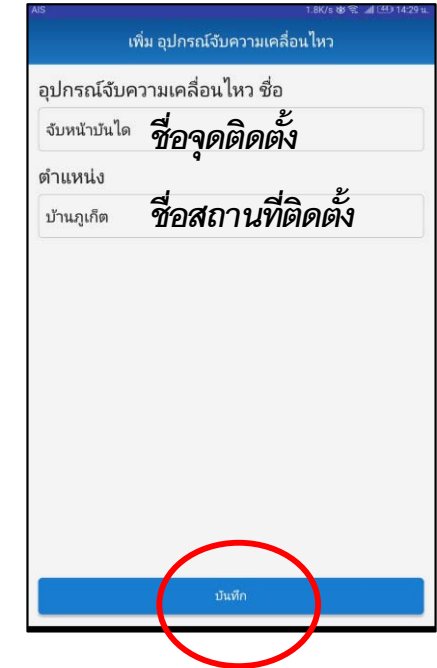 AIS 1.8K/s 44 14:29 น.
เพิ่ม อุปกรณ์จับความเคลื่อนไหว
อุปกรณ์จับความเคลื่อนไหว ชื่อ
จับหน้าบันได ชื่อจุดติดตั้ง
ตำแหน่ง
บ้านภูเก็ต ชื่อสถานที่ติดตั้ง
บันทึก